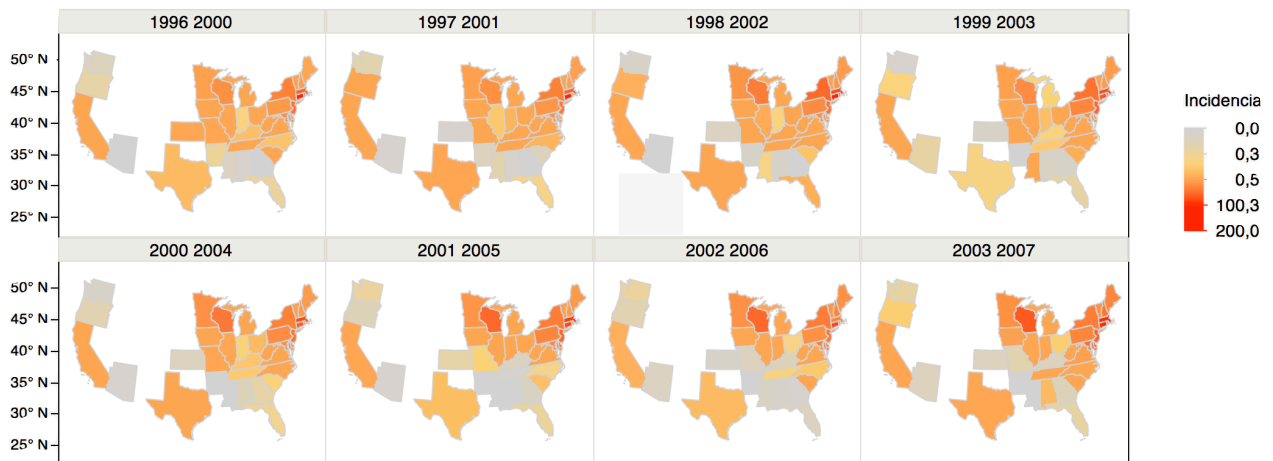 1996 2000
1997 2001
1998 2002
1999 2003
50° N
45° N
40° N
35° N
30° N
25° N
2000 2004
2001 2005
2002 2006
2003 2007
50° N
45° N
40° N
35° N
30° N
25° N
Incidencia
0,0
0,3
0,5
100,3
200,0